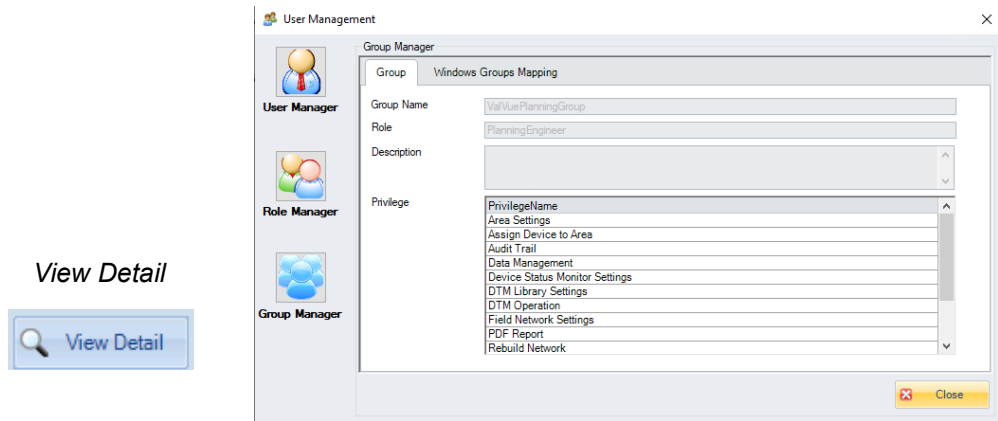 User Management
Group Manager
Group Windows Groups Mapping
User Manager
Group Name ValVuePlanningGroup
Role PlanningEngineer
Description
Privilege
PrivilegeName
Role Manager
Area Settings
Assign Device to Area
Audit Trail
Data Management
Device Status Monitor Settings
DTM Library Settings
DTM Operation
Group Manager
Field Network Settings
PDF Report
Rebuild Network
Close
View Detail
View Detail